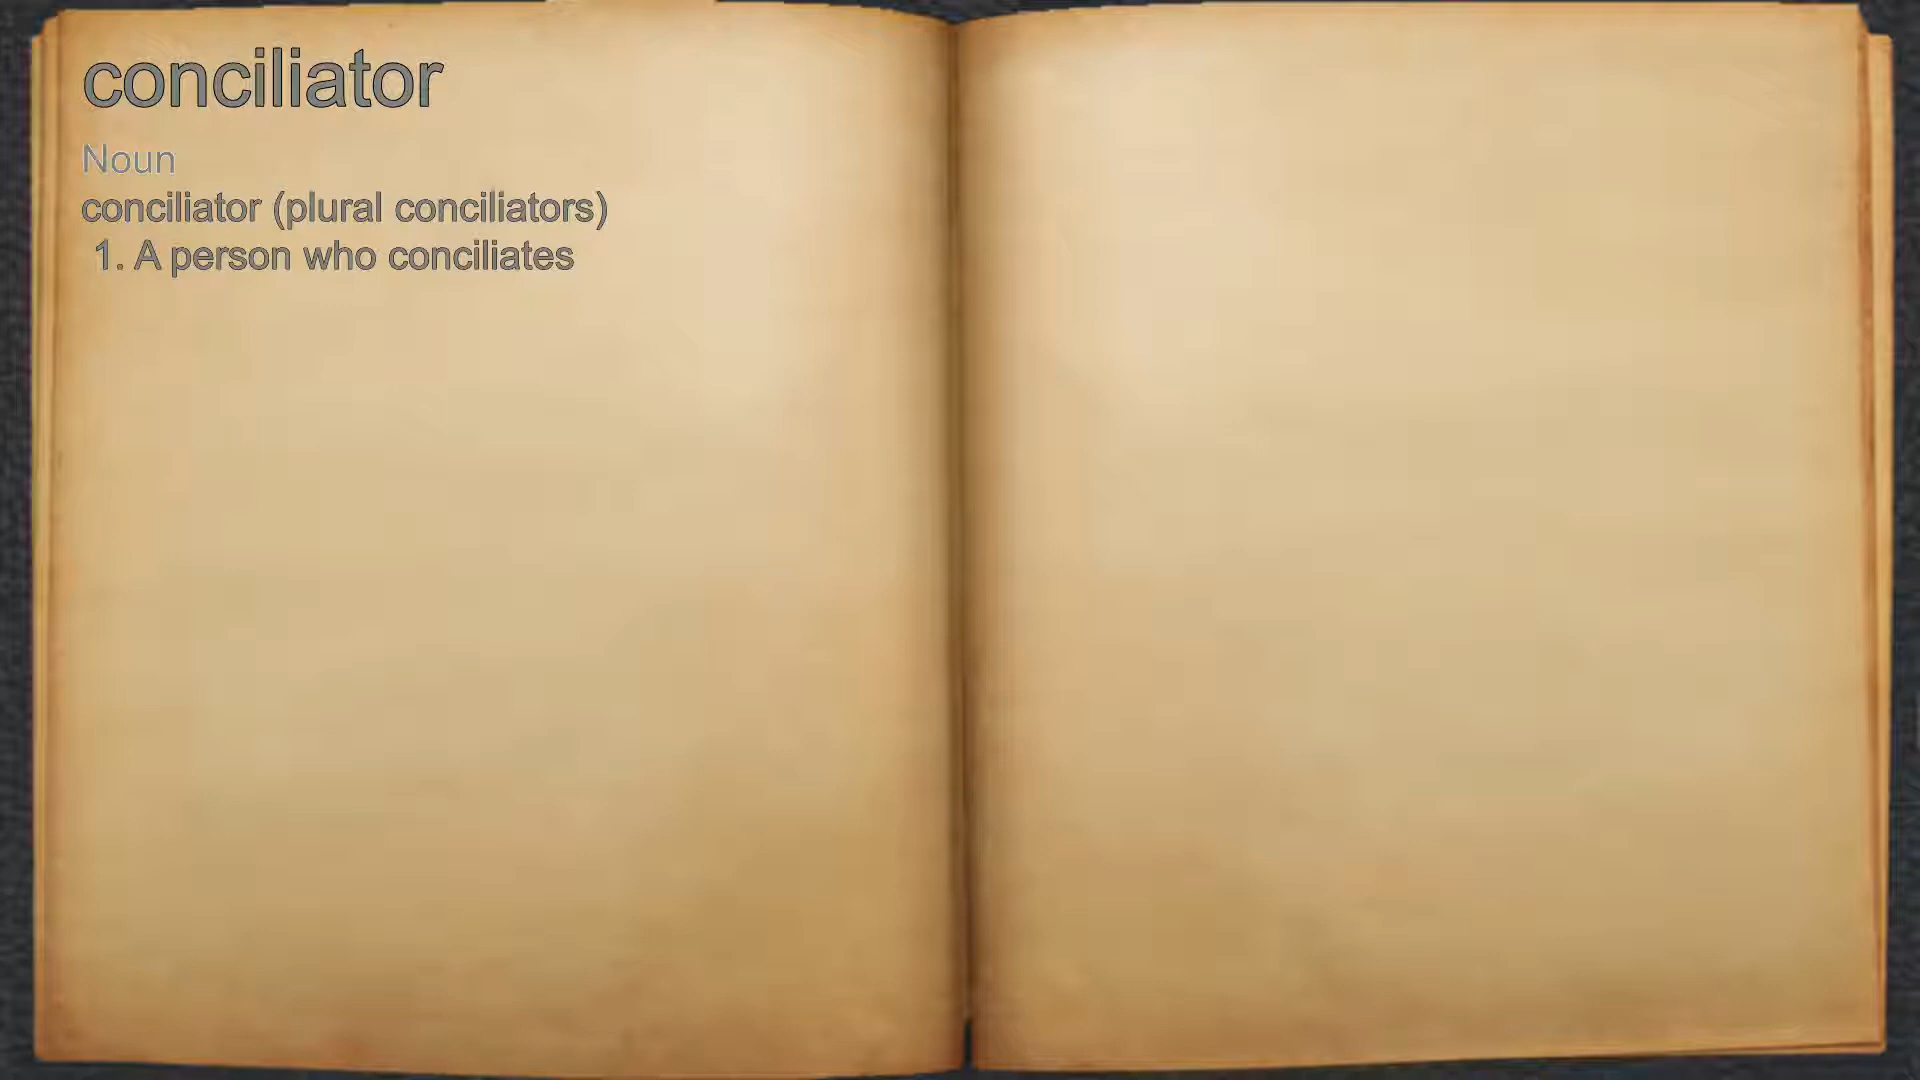 conciliator
Noun
conciliator (plural conciliators)
1. A person who conciliates